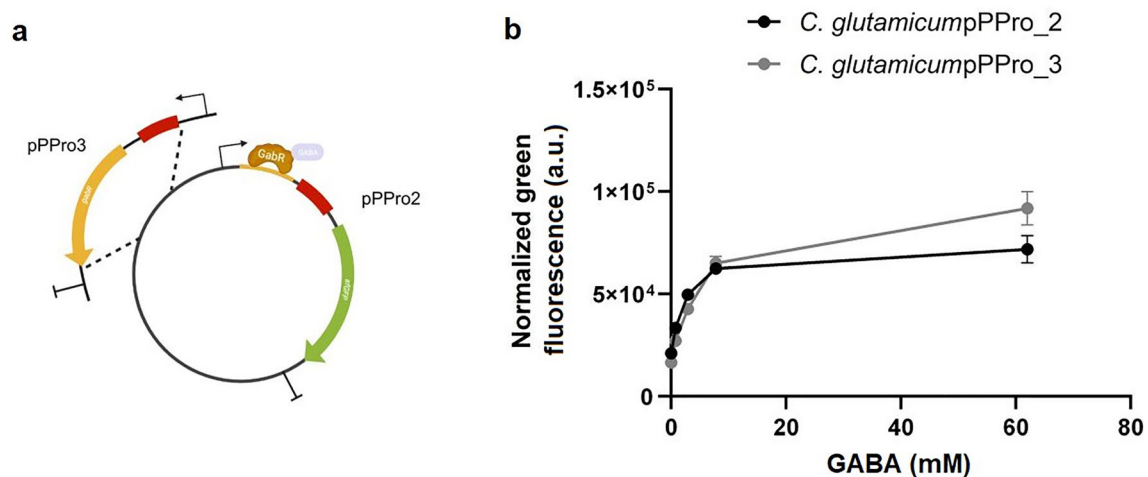 a
pPPro3
gabR
GabR
GABA
pPPro2
eGFP
b
C. glutamicumpPPro_2
C. glutamicumpPPro_3
Normalized green
fluorescence (a.u.)
1.5×10⁵
1×10⁵
5×10⁴
0
0 20 40 60 80
GABA (mM)